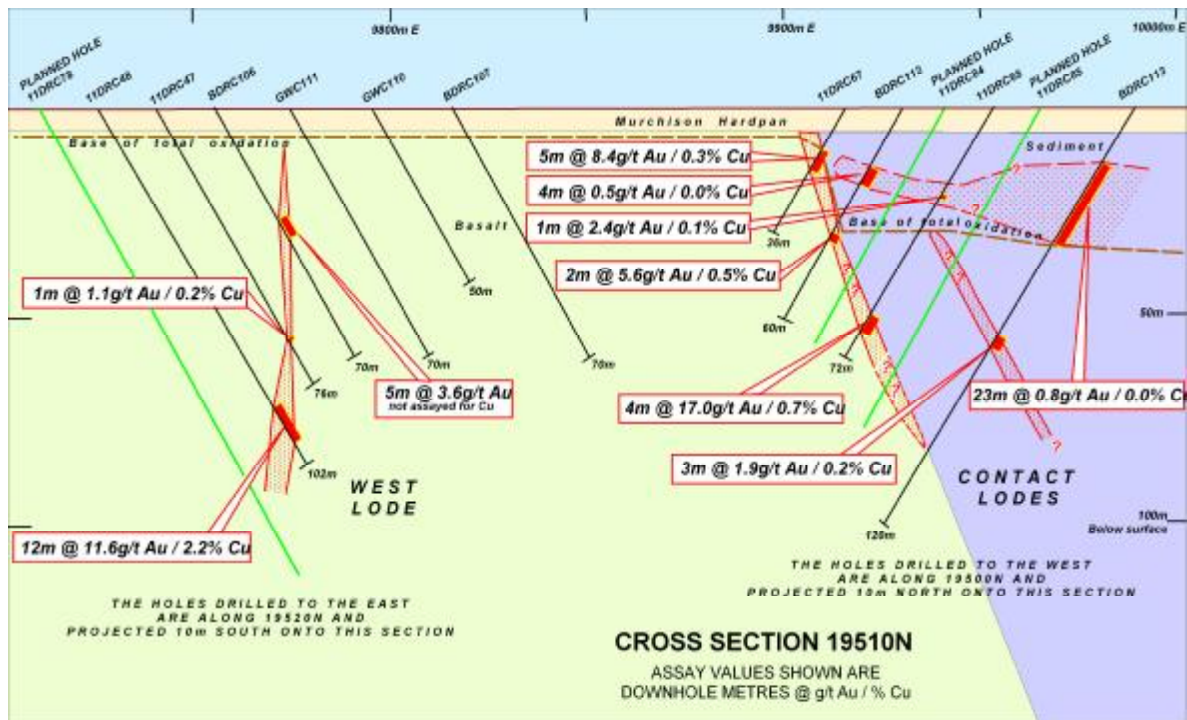 9800m E
9900m E
10000m E
PLANNED HOLE
11DRC79
11DRC48
11DRC47
BDRC106
GWC111
GWC110
BDRC107
11DRC67
BDRC112
PLANNED HOLE
11DRC84
11DRC68
PLANNED HOLE
11DRC85
BDRC113
Murchison Hardpan
Base of total oxidation
Sediment
5m @ 8.4g/t Au / 0.3% Cu
4m @ 0.5g/t Au / 0.0% Cu
1m @ 2.4g/t Au / 0.1% Cu
Basalt
Base of total oxidation
36m
2m @ 5.6g/t Au / 0.5% Cu
1m @ 1.1g/t Au / 0.2% Cu
50m
60m
50m
76m
70m
70m
70m
72m
5m @ 3.6g/t Au
not assayed for Cu
4m @ 17.0g/t Au / 0.7% Cu
23m @ 0.8g/t Au / 0.0% C
102m
3m @ 1.9g/t Au / 0.2% Cu
WEST
LODE
CONTACT
LODES
12m @ 11.6g/t Au / 2.2% Cu
120m
100m
Below surface
THE HOLES DRILLED TO THE WEST
ARE ALONG 19500N AND
PROJECTED 10m NORTH ONTO THIS SECTION
THE HOLES DRILLED TO THE EAST
ARE ALONG 19520N AND
PROJECTED 10m SOUTH ONTO THIS SECTION
CROSS SECTION 19510N
ASSAY VALUES SHOWN ARE
DOWNHOLE METRES @ g/t Au / % Cu